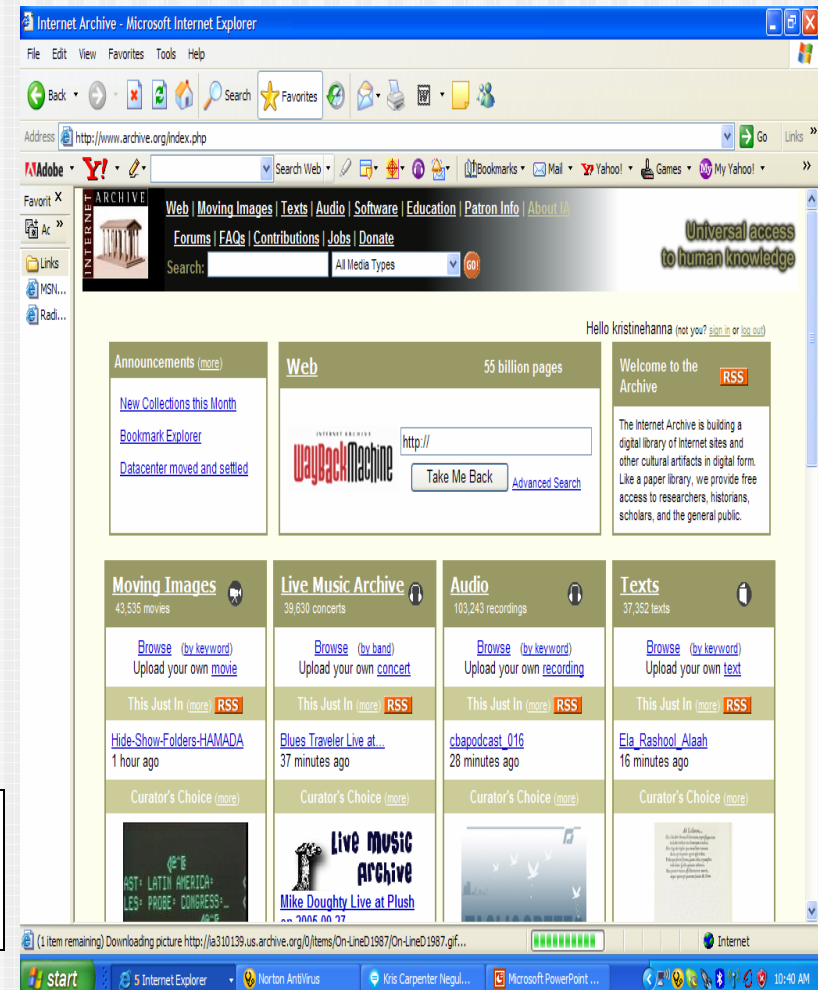 Internet Archive - Microsoft Internet Explorer
File Edit View Favorites Tools Help
Back Search Favorites
Address http://www.archive.org/index.php Go Links »
Adobe Y! Search Web Bookmarks Mail Yahoo! Games My Yahoo! »
Favorit X
Ac »
Links
MSN...
Radi...
INTERNET ARCHIVE
Web | Moving Images | Texts | Audio | Software | Education | Patron Info | About IA
Forums | FAQs | Contributions | Jobs | Donate
Search: All Media Types GO!
Universal access
to human knowledge
Hello kristinehanna (not you? sign in or log out)
Announcements (more)
New Collections this Month
Bookmark Explorer
Datacenter moved and settled
Web 55 billion pages
INTERNET ARCHIVE
WayBackMachine
http://
Take Me Back Advanced Search
Welcome to the
Archive RSS
The Internet Archive is building a
digital library of Internet sites and
other cultural artifacts in digital form.
Like a paper library, we provide free
access to researchers, historians,
scholars, and the general public.
Moving Images
43,535 movies
Browse (by keyword)
Upload your own movie
This Just In (more) RSS
Hide-Show-Folders-HAMADA
1 hour ago
Curator's Choice (more)
AST: LATIN AMERICA:
LES: PROBE: CONGRESS:_
Live Music Archive
39,630 concerts
Browse (by band)
Upload your own concert
This Just In (more) RSS
Blues Traveler Live at...
37 minutes ago
Curator's Choice (more)
Live Music
Archive
Mike Doughty Live at Plush
on 2005-09-27
Audio
103,243 recordings
Browse (by keyword)
Upload your own recording
This Just In (more) RSS
cbapodcast_016
28 minutes ago
Curator's Choice (more)
Texts
37,352 texts
Browse (by keyword)
Upload your own text
This Just In (more) RSS
Ela_Rashool_Alaah
16 minutes ago
Curator's Choice (more)
(1 item remaining) Downloading picture http://ia310139.us.archive.org/0/items/On-LineD1987/On-LineD1987.gif... Internet
start 5 Internet Explorer Norton AntiVirus Kris Carpenter Negul... Microsoft PowerPoint ... 10:40 AM